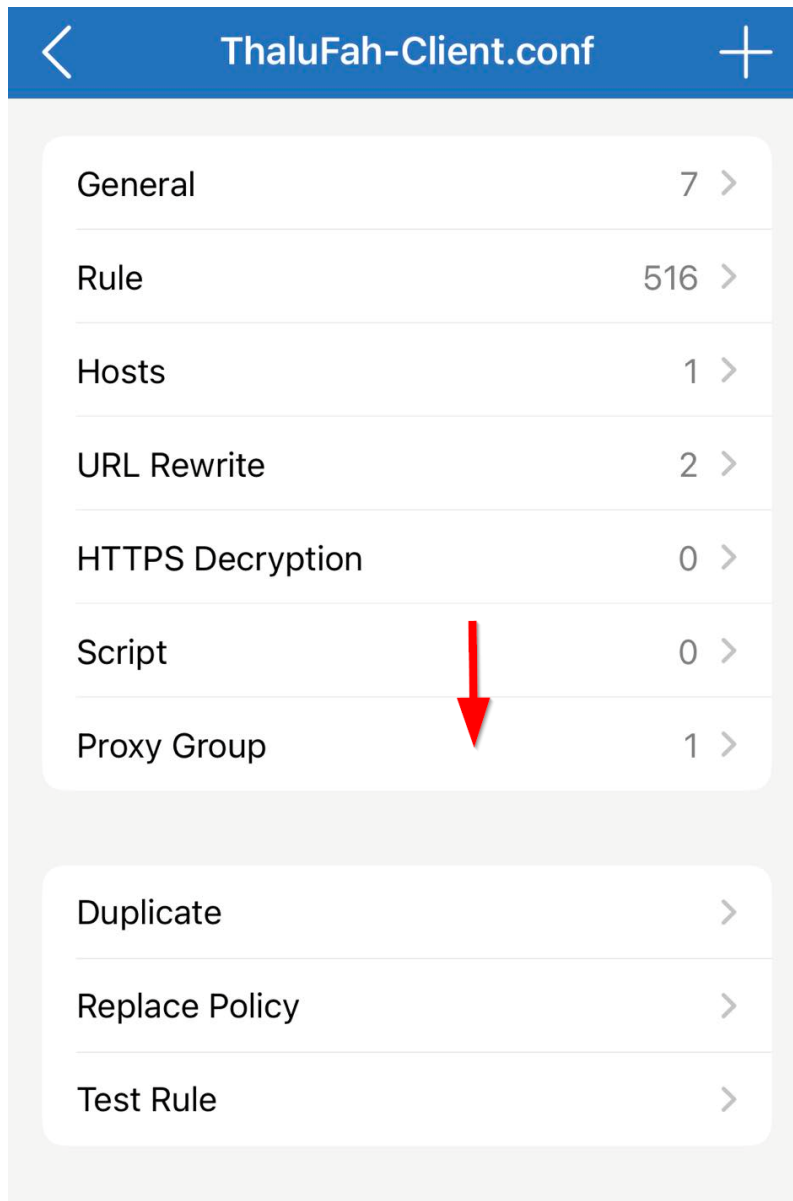 ThaluFah-Client.conf
General 7
Rule 516
Hosts 1
URL Rewrite 2
HTTPS Decryption 0
Script 0
Proxy Group 1
Duplicate
Replace Policy
Test Rule